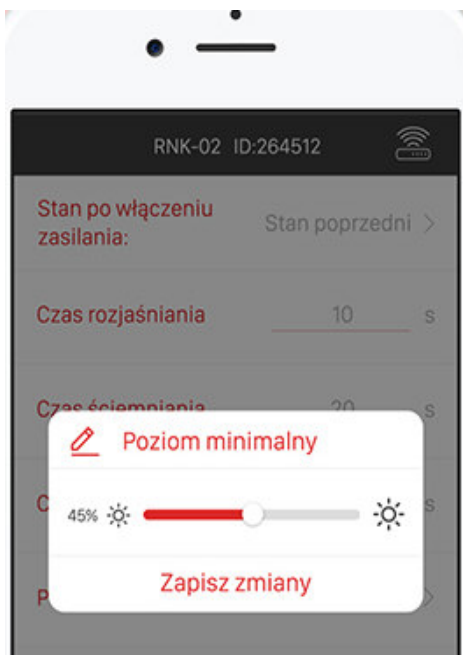 RNK-02 ID:264512
Stan po włączeniu
zasilania:
Stan poprzedni >
Czas rozjaśniania 10 s
Czas ściemniania 20 s
Poziom minimalny
C s
45%
P >
Zapisz zmiany